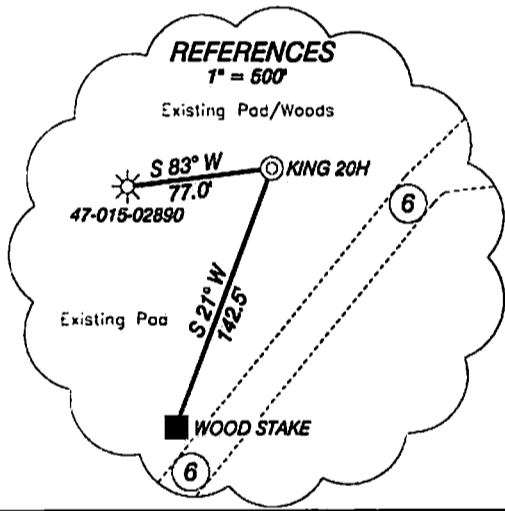 REFERENCES
1" = 500'
Existing Pad/Woods
S 83° W
77.0'
KING 20H
47-015-02890
6
S 21° W
142.5'
Existing Pad
WOOD STAKE
6